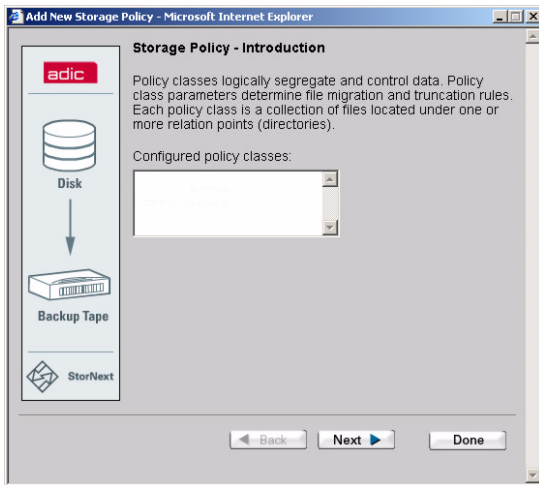 Add New Storage Policy - Microsoft Internet Explorer
adic
Disk
Backup Tape
StorNext
Storage Policy - Introduction
Policy classes logically segregate and control data. Policy
class parameters determine file migration and truncation rules.
Each policy class is a collection of files located under one or
more relation points (directories).
Configured policy classes:
Back
Next
Done